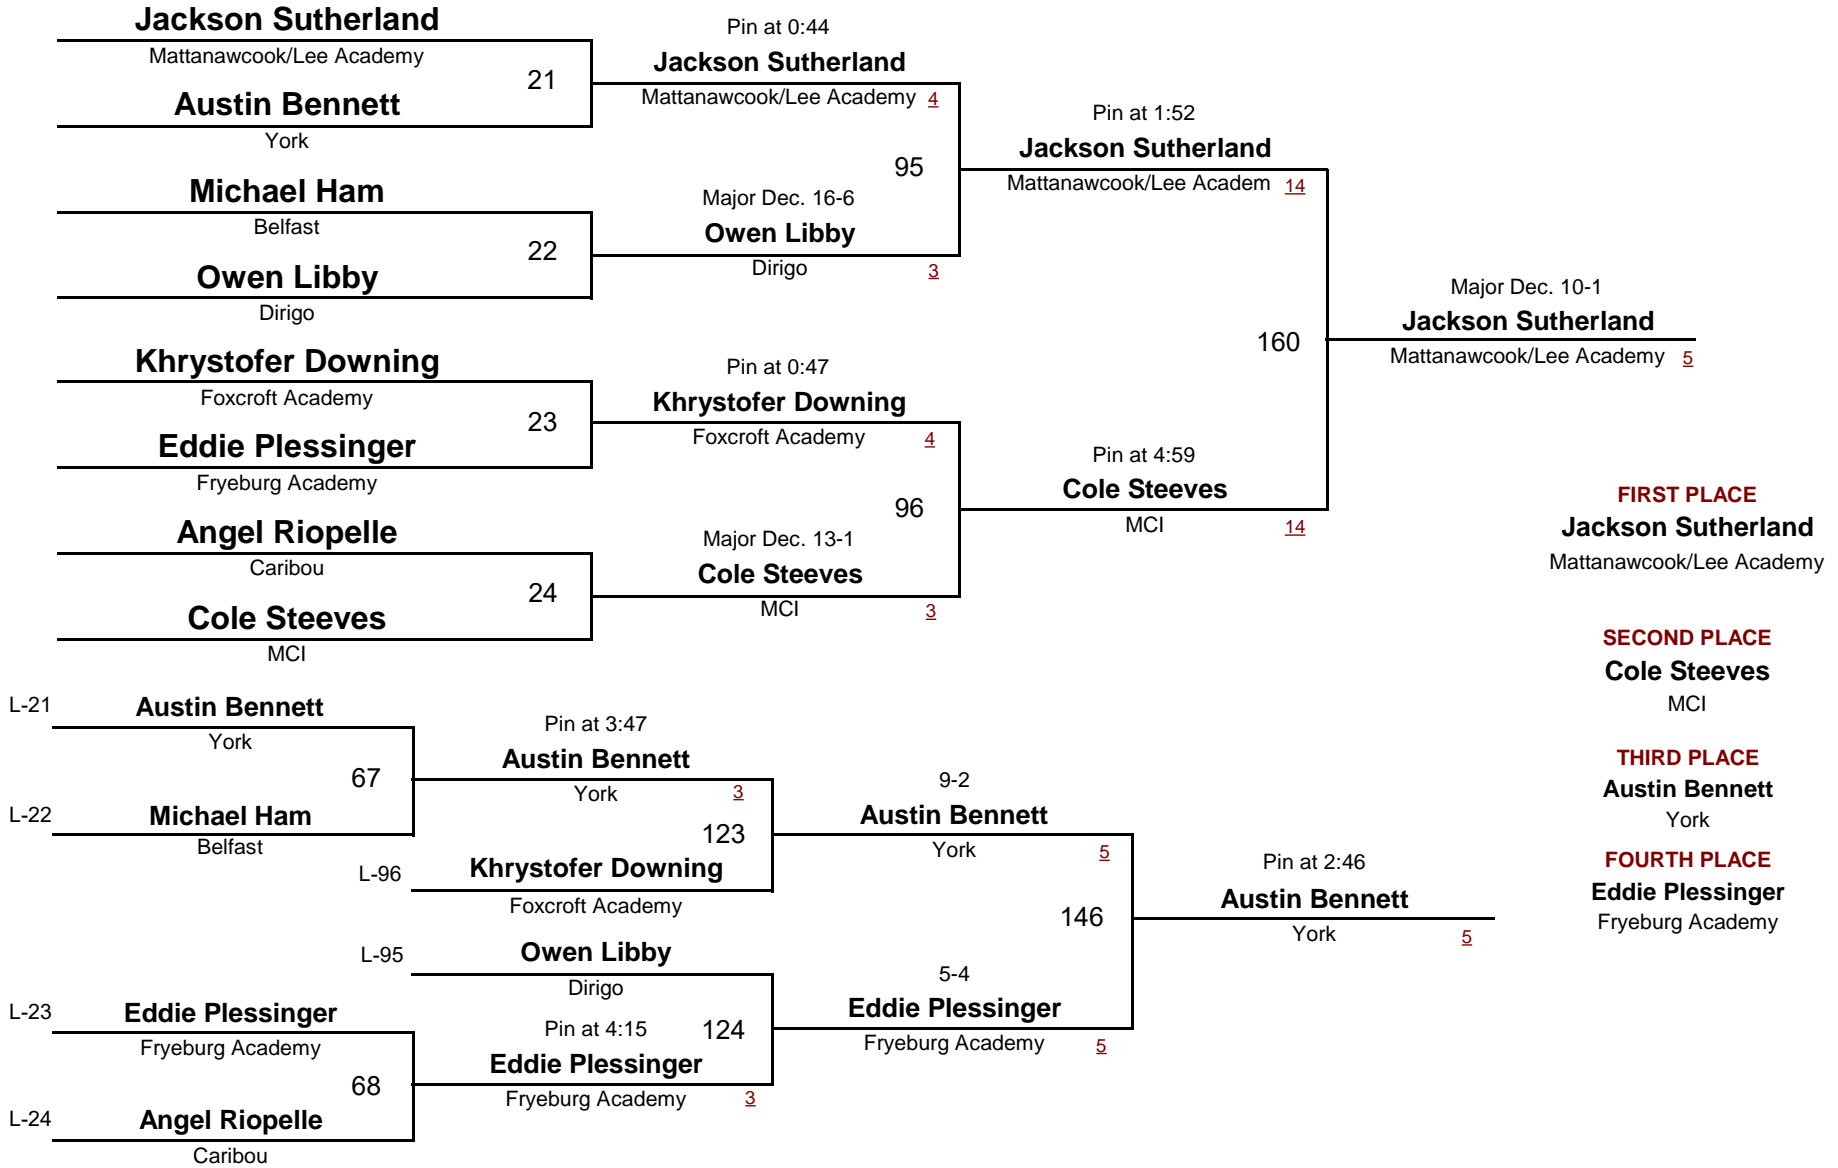 Jackson Sutherland
Mattanawcook/Lee Academy
21
Austin Bennett
York
Michael Ham
Belfast
22
Owen Libby
Dirigo
Khrystofer Downing
Foxcroft Academy
23
Eddie Plessinger
Fryeburg Academy
Angel Riopelle
Caribou
24
Cole Steeves
MCI
Pin at 0:44
Jackson Sutherland
Mattanawcook/Lee Academy 4
95
Major Dec. 16-6
Owen Libby
Dirigo 3
Pin at 0:47
Khrystofer Downing
Foxcroft Academy 4
96
Major Dec. 13-1
Cole Steeves
MCI 3
Pin at 1:52
Jackson Sutherland
Mattanawcook/Lee Academ 14
160
Pin at 4:59
Cole Steeves
MCI 14
Major Dec. 10-1
Jackson Sutherland
Mattanawcook/Lee Academy 5
FIRST PLACE
Jackson Sutherland
Mattanawcook/Lee Academy
SECOND PLACE
Cole Steeves
MCI
THIRD PLACE
Austin Bennett
York
FOURTH PLACE
Eddie Plessinger
Fryeburg Academy
L-21 Austin Bennett
York
67
L-22 Michael Ham
Belfast
Pin at 3:47
Austin Bennett
York 3
123
L-96 Khrystofer Downing
Foxcroft Academy
L-95 Owen Libby
Dirigo
L-23 Eddie Plessinger
Fryeburg Academy
68
L-24 Angel Riopelle
Caribou
Pin at 4:15 124
Eddie Plessinger
Fryeburg Academy 3
9-2
Austin Bennett
York 5
146
5-4
Eddie Plessinger
Fryeburg Academy 5
Pin at 2:46
Austin Bennett
York 5